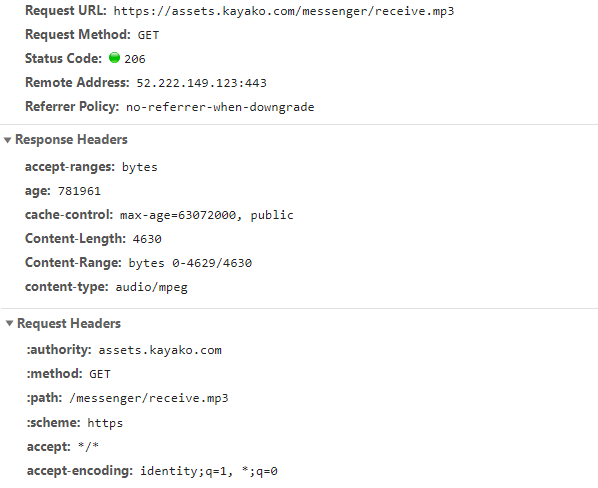 Request URL: https://assets.kayako.com/messenger/receive.mp3
Request Method: GET
Status Code: 206
Remote Address: 52.222.149.123:443
Referrer Policy: no-referrer-when-downgrade
Response Headers
accept-ranges: bytes
age: 781961
cache-control: max-age=63072000, public
Content-Length: 4630
Content-Range: bytes 0-4629/4630
content-type: audio/mpeg
Request Headers
:authority: assets.kayako.com
:method: GET
:path: /messenger/receive.mp3
:scheme: https
accept: */*
accept-encoding: identity;q=1, *;q=0